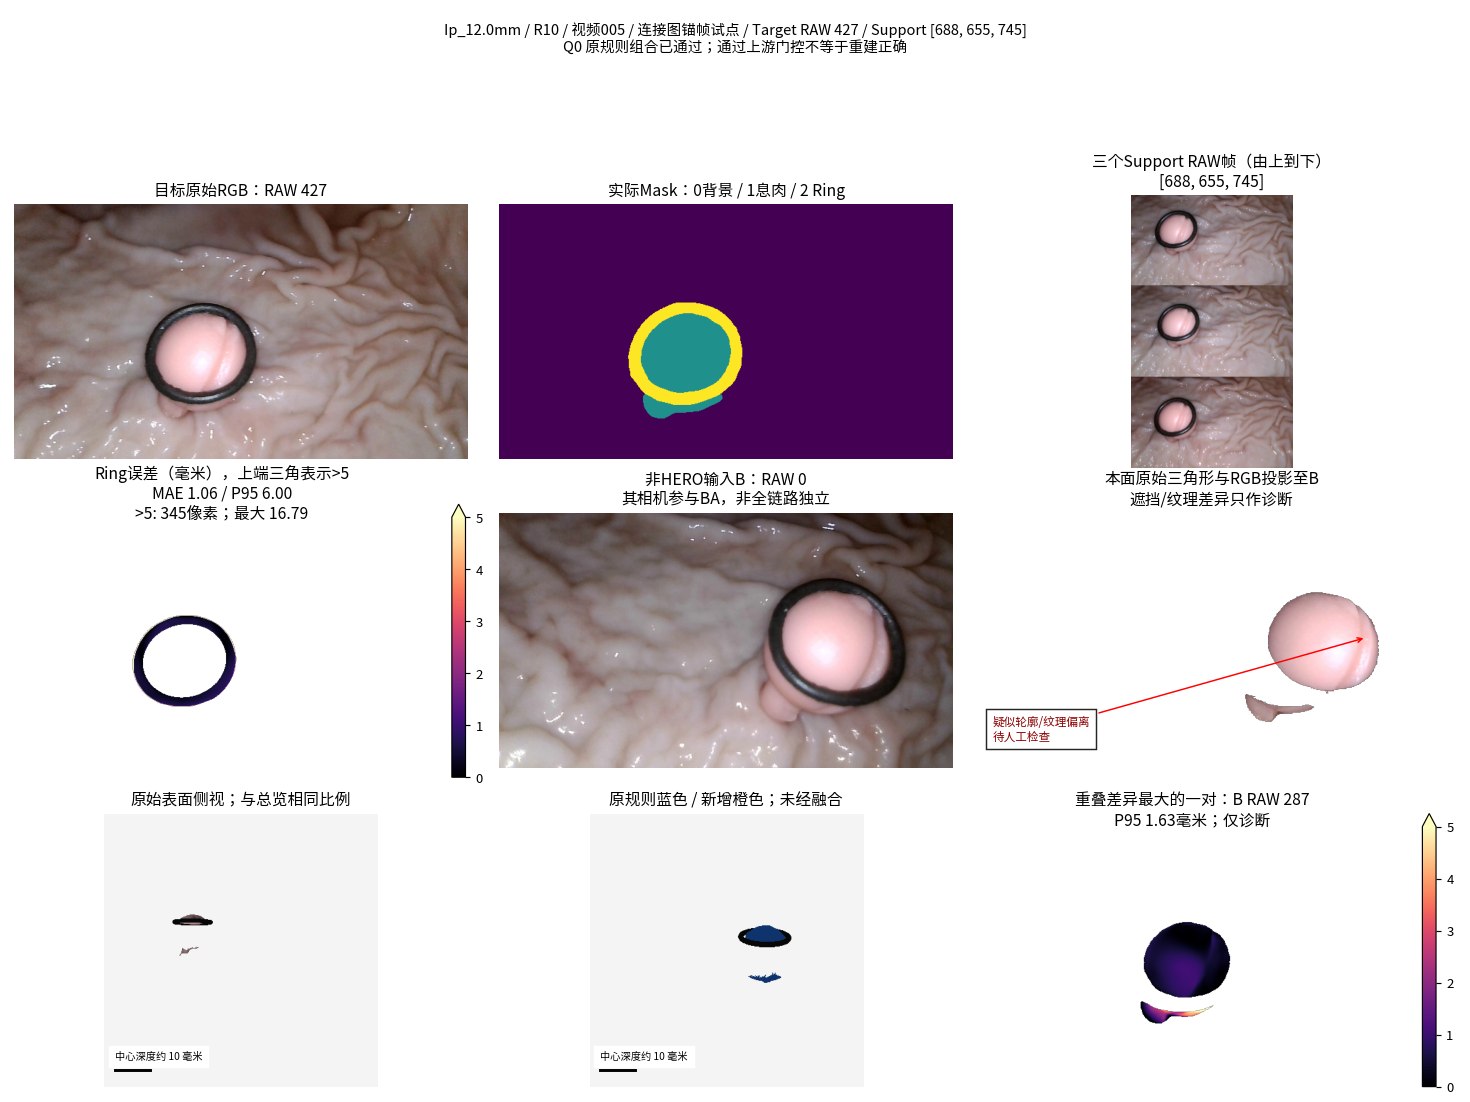 Ip_12.0mm / R10 / 视频005 / 连接图锚帧试点 / Target RAW 427 / Support [688, 655, 745]
Q0 原规则组合已通过；通过上游门控不等于重建正确
目标原始RGB：RAW 427
实际Mask：0背景 / 1息肉 / 2 Ring
三个Support RAW帧（由上到下）
[688, 655, 745]
Ring误差（毫米），上端三角表示>5
MAE 1.06 / P95 6.00
>5: 345像素；最大 16.79
5
4
3
2
1
0
非HERO输入B：RAW 0
其相机参与BA，非全链路独立
本面原始三角形与RGB投影至B
遮挡/纹理差异只作诊断
疑似轮廓/纹理偏离
待人工检查
原始表面侧视；与总览相同比例
中心深度约 10 毫米
原规则蓝色 / 新增橙色；未经融合
中心深度约 10 毫米
重叠差异最大的一对：B RAW 287
P95 1.63毫米；仅诊断
5
4
3
2
1
0